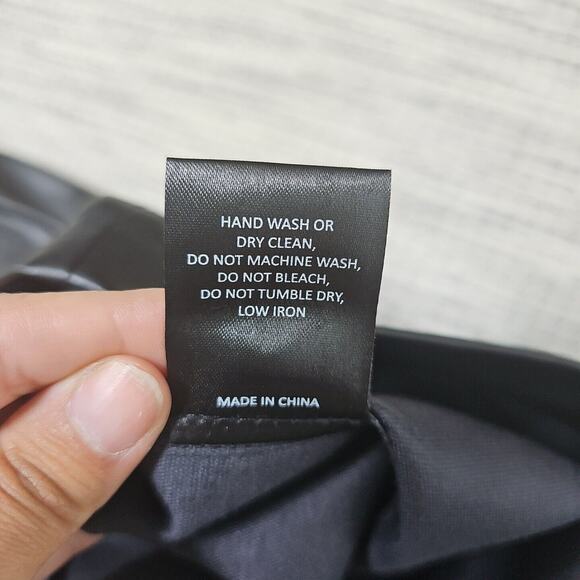 HAND WASH OR
DRY CLEAN,
DO NOT MACHINE WASH,
DO NOT BLEACH,
DO NOT TUMBLE DRY,
LOW IRON
MADE IN CHINA